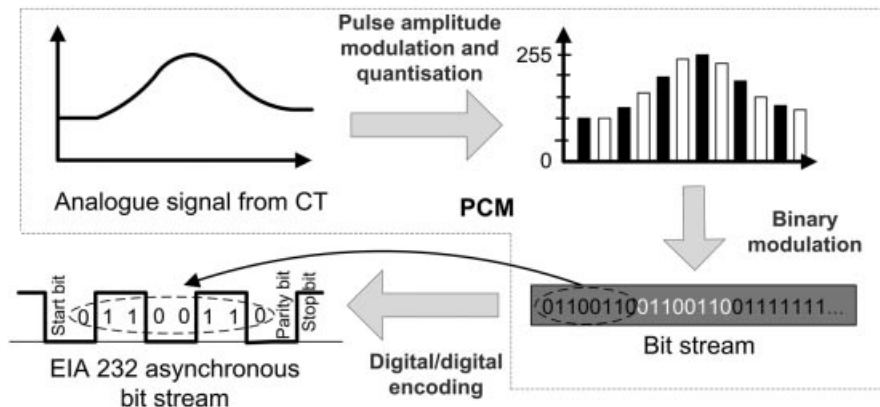 Pulse amplitude
modulation and
quantisation
255
0
Analogue signal from CT
PCM
Binary
modulation
011001100110011001111111...
Bit stream
Start bit
0 1 1 0 0 1 1 0
Parity bit
Stop bit
Digital/digital
encoding
EIA 232 asynchronous
bit stream